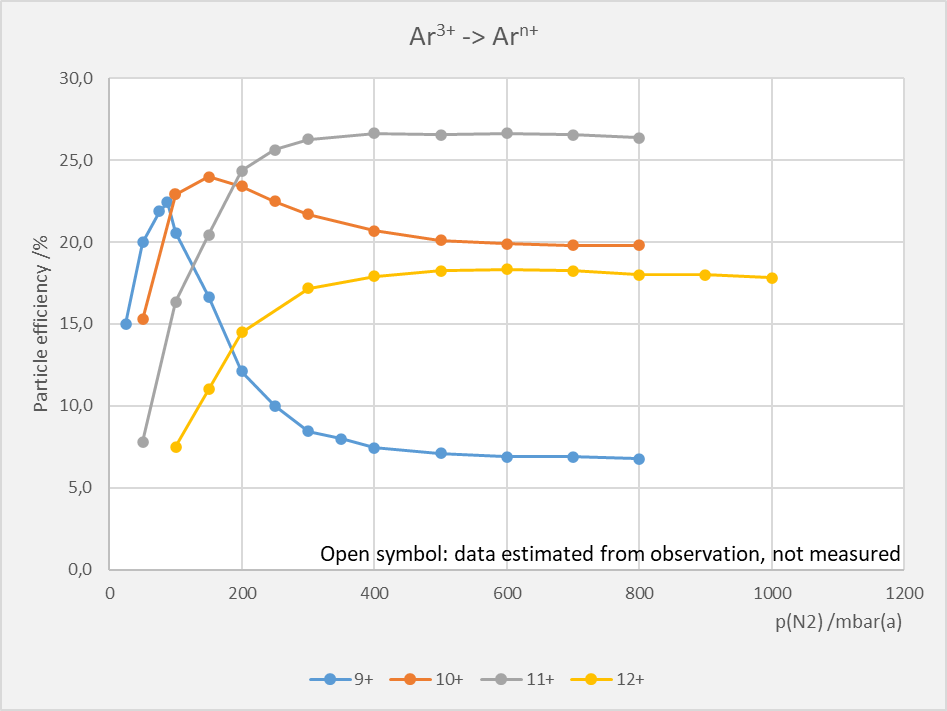 Ar3+ -> Arn+
30,0
25,0
20,0
15,0
10,0
5,0
0,0
Particle efficiency /%
Open symbol: data estimated from observation, not measured
0 200 400 600 800 1000 1200
p(N2) /mbar(a)
9+ 10+ 11+ 12+